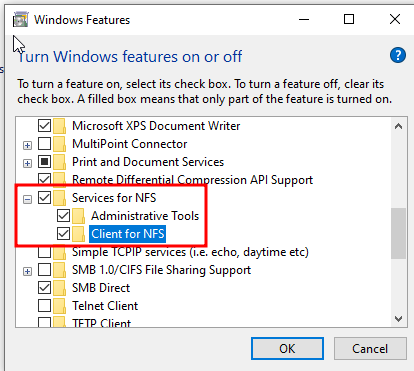 Windows Features
Turn Windows features on or off
To turn a feature on, select its check box. To turn a feature off, clear its
check box. A filled box means that only part of the feature is turned on.
Microsoft XPS Document Writer
MultiPoint Connector
Print and Document Services
Remote Differential Compression API Support
Services for NFS
Administrative Tools
Client for NFS
Simple TCPIP services (i.e. echo, daytime etc)
SMB 1.0/CIFS File Sharing Support
SMB Direct
Telnet Client
TFTP Client
OK
Cancel